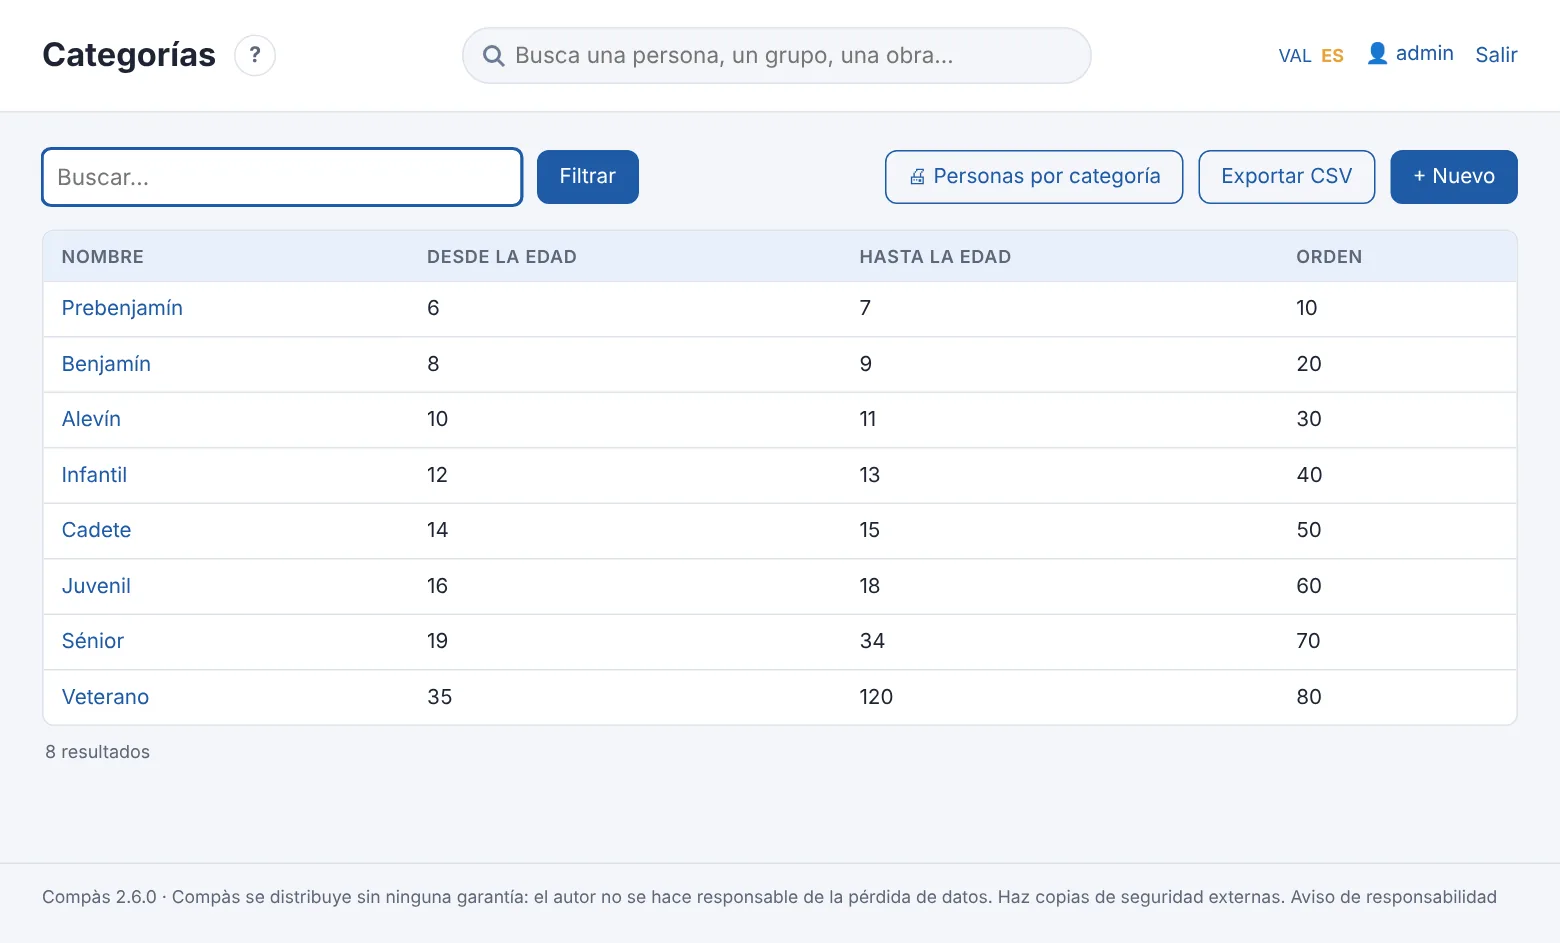 Categorías ? Busca una persona, un grupo, una obra... VAL ES admin Salir
Buscar... Filtrar Personas por categoría Exportar CSV + Nuevo
NOMBRE DESDE LA EDAD HASTA LA EDAD ORDEN
Prebenjamín 6 7 10
Benjamín 8 9 20
Alevín 10 11 30
Infantil 12 13 40
Cadete 14 15 50
Juvenil 16 18 60
Sénior 19 34 70
Veterano 35 120 80
8 resultados
Compàs 2.6.0 · Compàs se distribuye sin ninguna garantía: el autor no se hace responsable de la pérdida de datos. Haz copias de seguridad externas. Aviso de responsabilidad